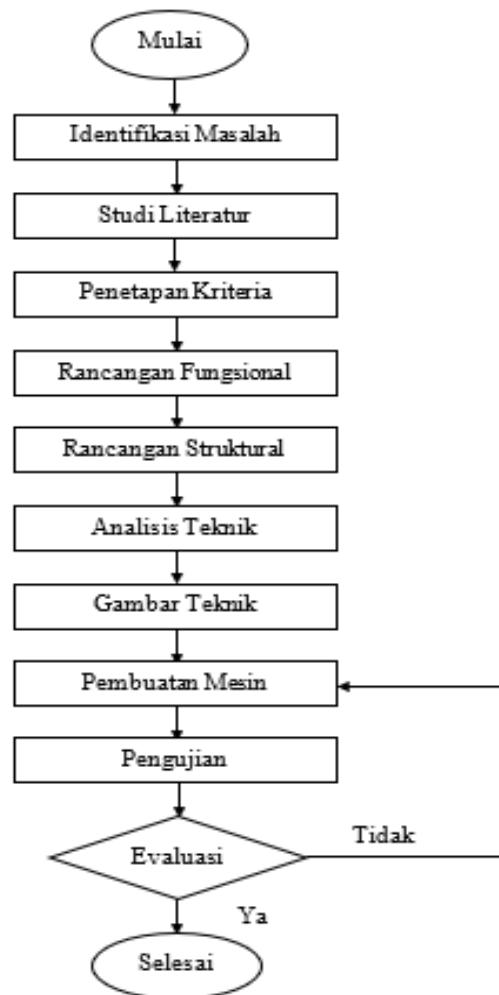 Mulai
Identifikasi Masalah
Studi Literatur
Penetapan Kriteria
Rancangan Fungsional
Rancangan Struktural
Analisis Teknik
Gambar Teknik
Pembuatan Mesin
Pengujian
Evaluasi
Tidak
Ya
Selesai